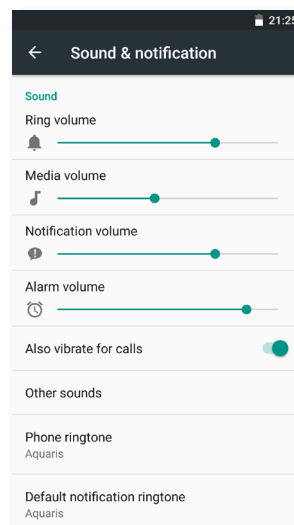 21:25
Sound & notification
Sound
Ring volume
Media volume
Notification volume
Alarm volume
Also vibrate for calls
Other sounds
Phone ringtone
Aquaris
Default notification ringtone
Aquaris